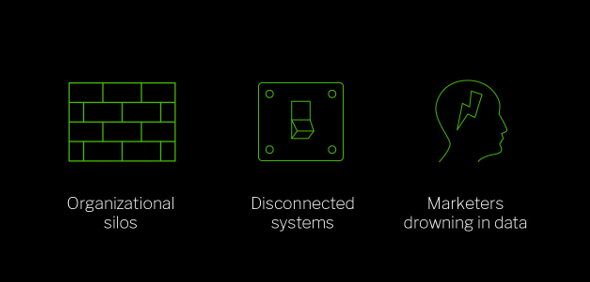 Organizational
silos
Disconnected
systems
Marketers
drowning in data